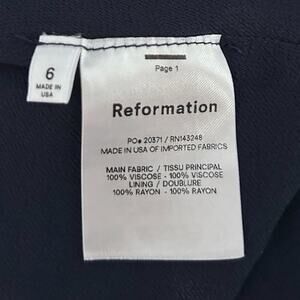 6
MADE IN
USA
Page 1
Reformation
PO# 20371 / RN143248
MADE IN USA OF IMPORTED FABRICS
MAIN FABRIC / TISSU PRINCIPAL
100% VISCOSE - 100% VISCOSE
LINING / DOUBLURE
100% RAYON - 100% RAYON